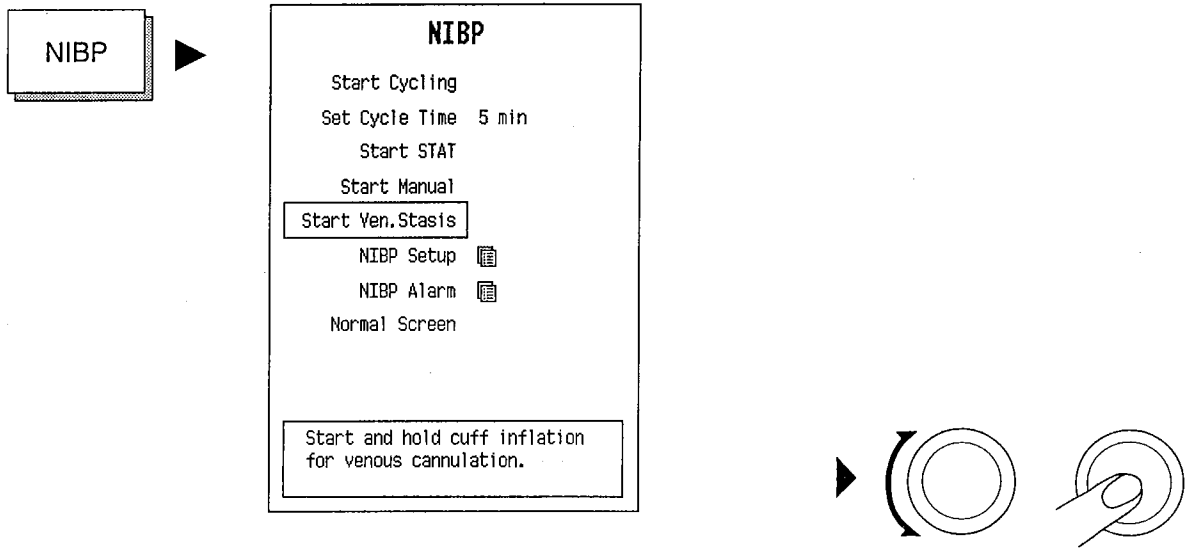 NIBP
NIBP
Start Cycling
Set Cycle Time 5 min
Start STAT
Start Manual
Start Ven.Stasis
NIBP Setup
NIBP Alarm
Normal Screen
Start and hold cuff inflation
for venous cannulation.